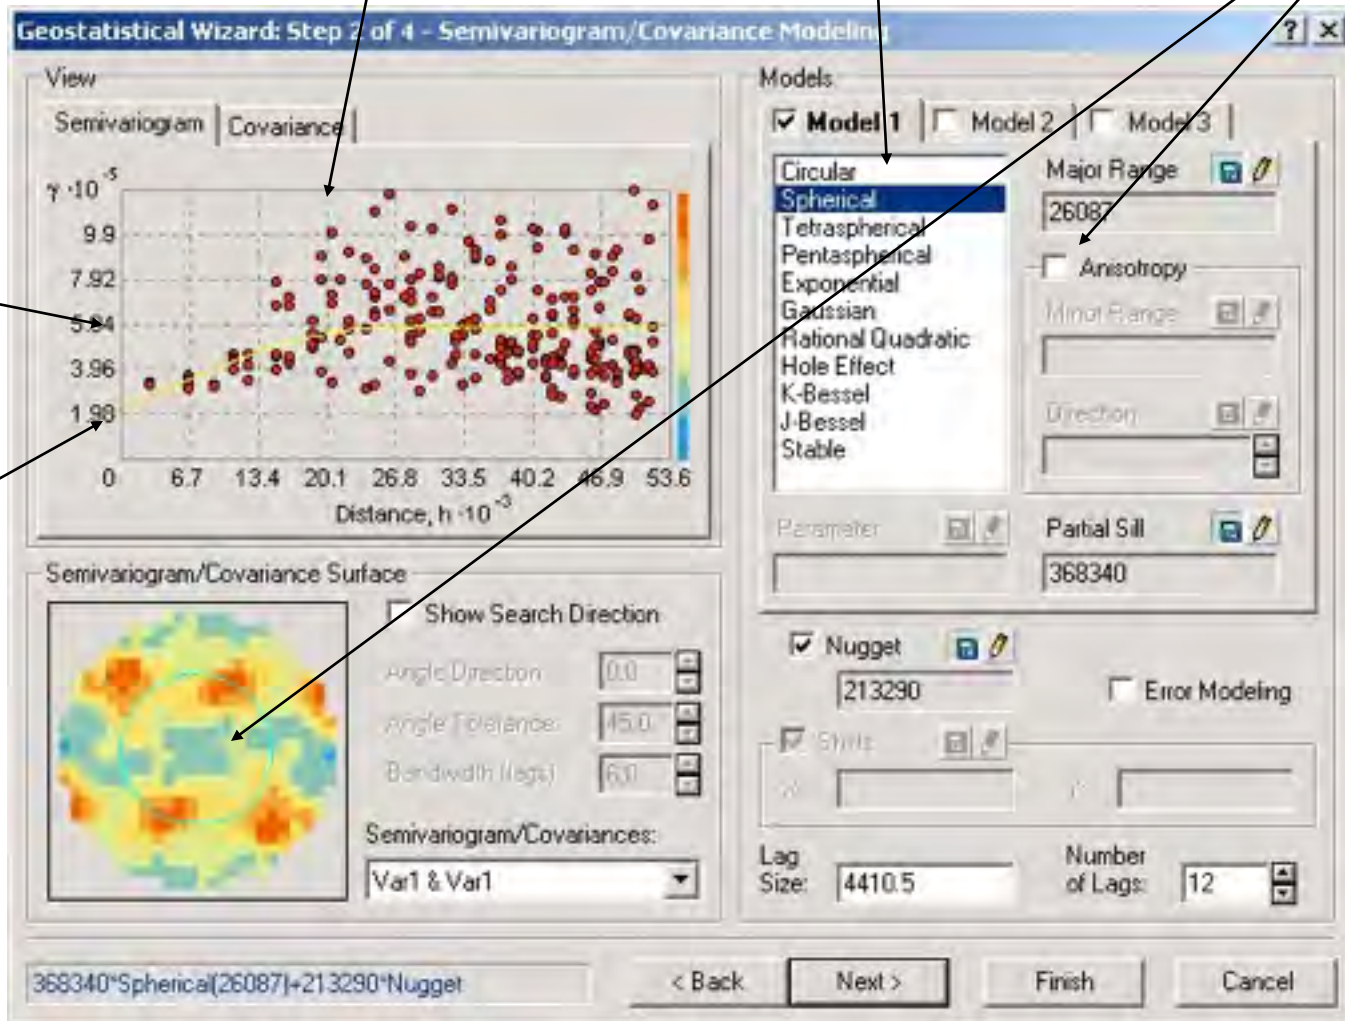 Geostatistical Wizard: Step 2 of 4 - Semivariogram/Covariance Modeling
View
Semivariogram
Covariance
γ ·10 -5
9.9
7.92
5.94
3.96
1.98
0 6.7 13.4 20.1 26.8 33.5 40.2 46.9 53.6
Distance, h ·10 -3
Semivariogram/Covariance Surface
Show Search Direction
Angle Direction 0.0
Angle Tolerance 45.0
Bandwidth (lags) 6.0
Semivariogram/Covariances:
Var1 & Var1
Models
Model 1
Model 2
Model 3
Circular
Spherical
Tetraspherical
Pentaspherical
Exponential
Gaussian
Rational Quadratic
Hole Effect
K-Bessel
J-Bessel
Stable
Major Range
26087
Anisotropy
Minor Range
Direction
Parameter
Partial Sill
368340
Nugget
213290
Error Modeling
Shifts
Lag
Size: 4410.5
Number
of Lags: 12
368340*Spherical(26087)+213290*Nugget
< Back
Next >
Finish
Cancel